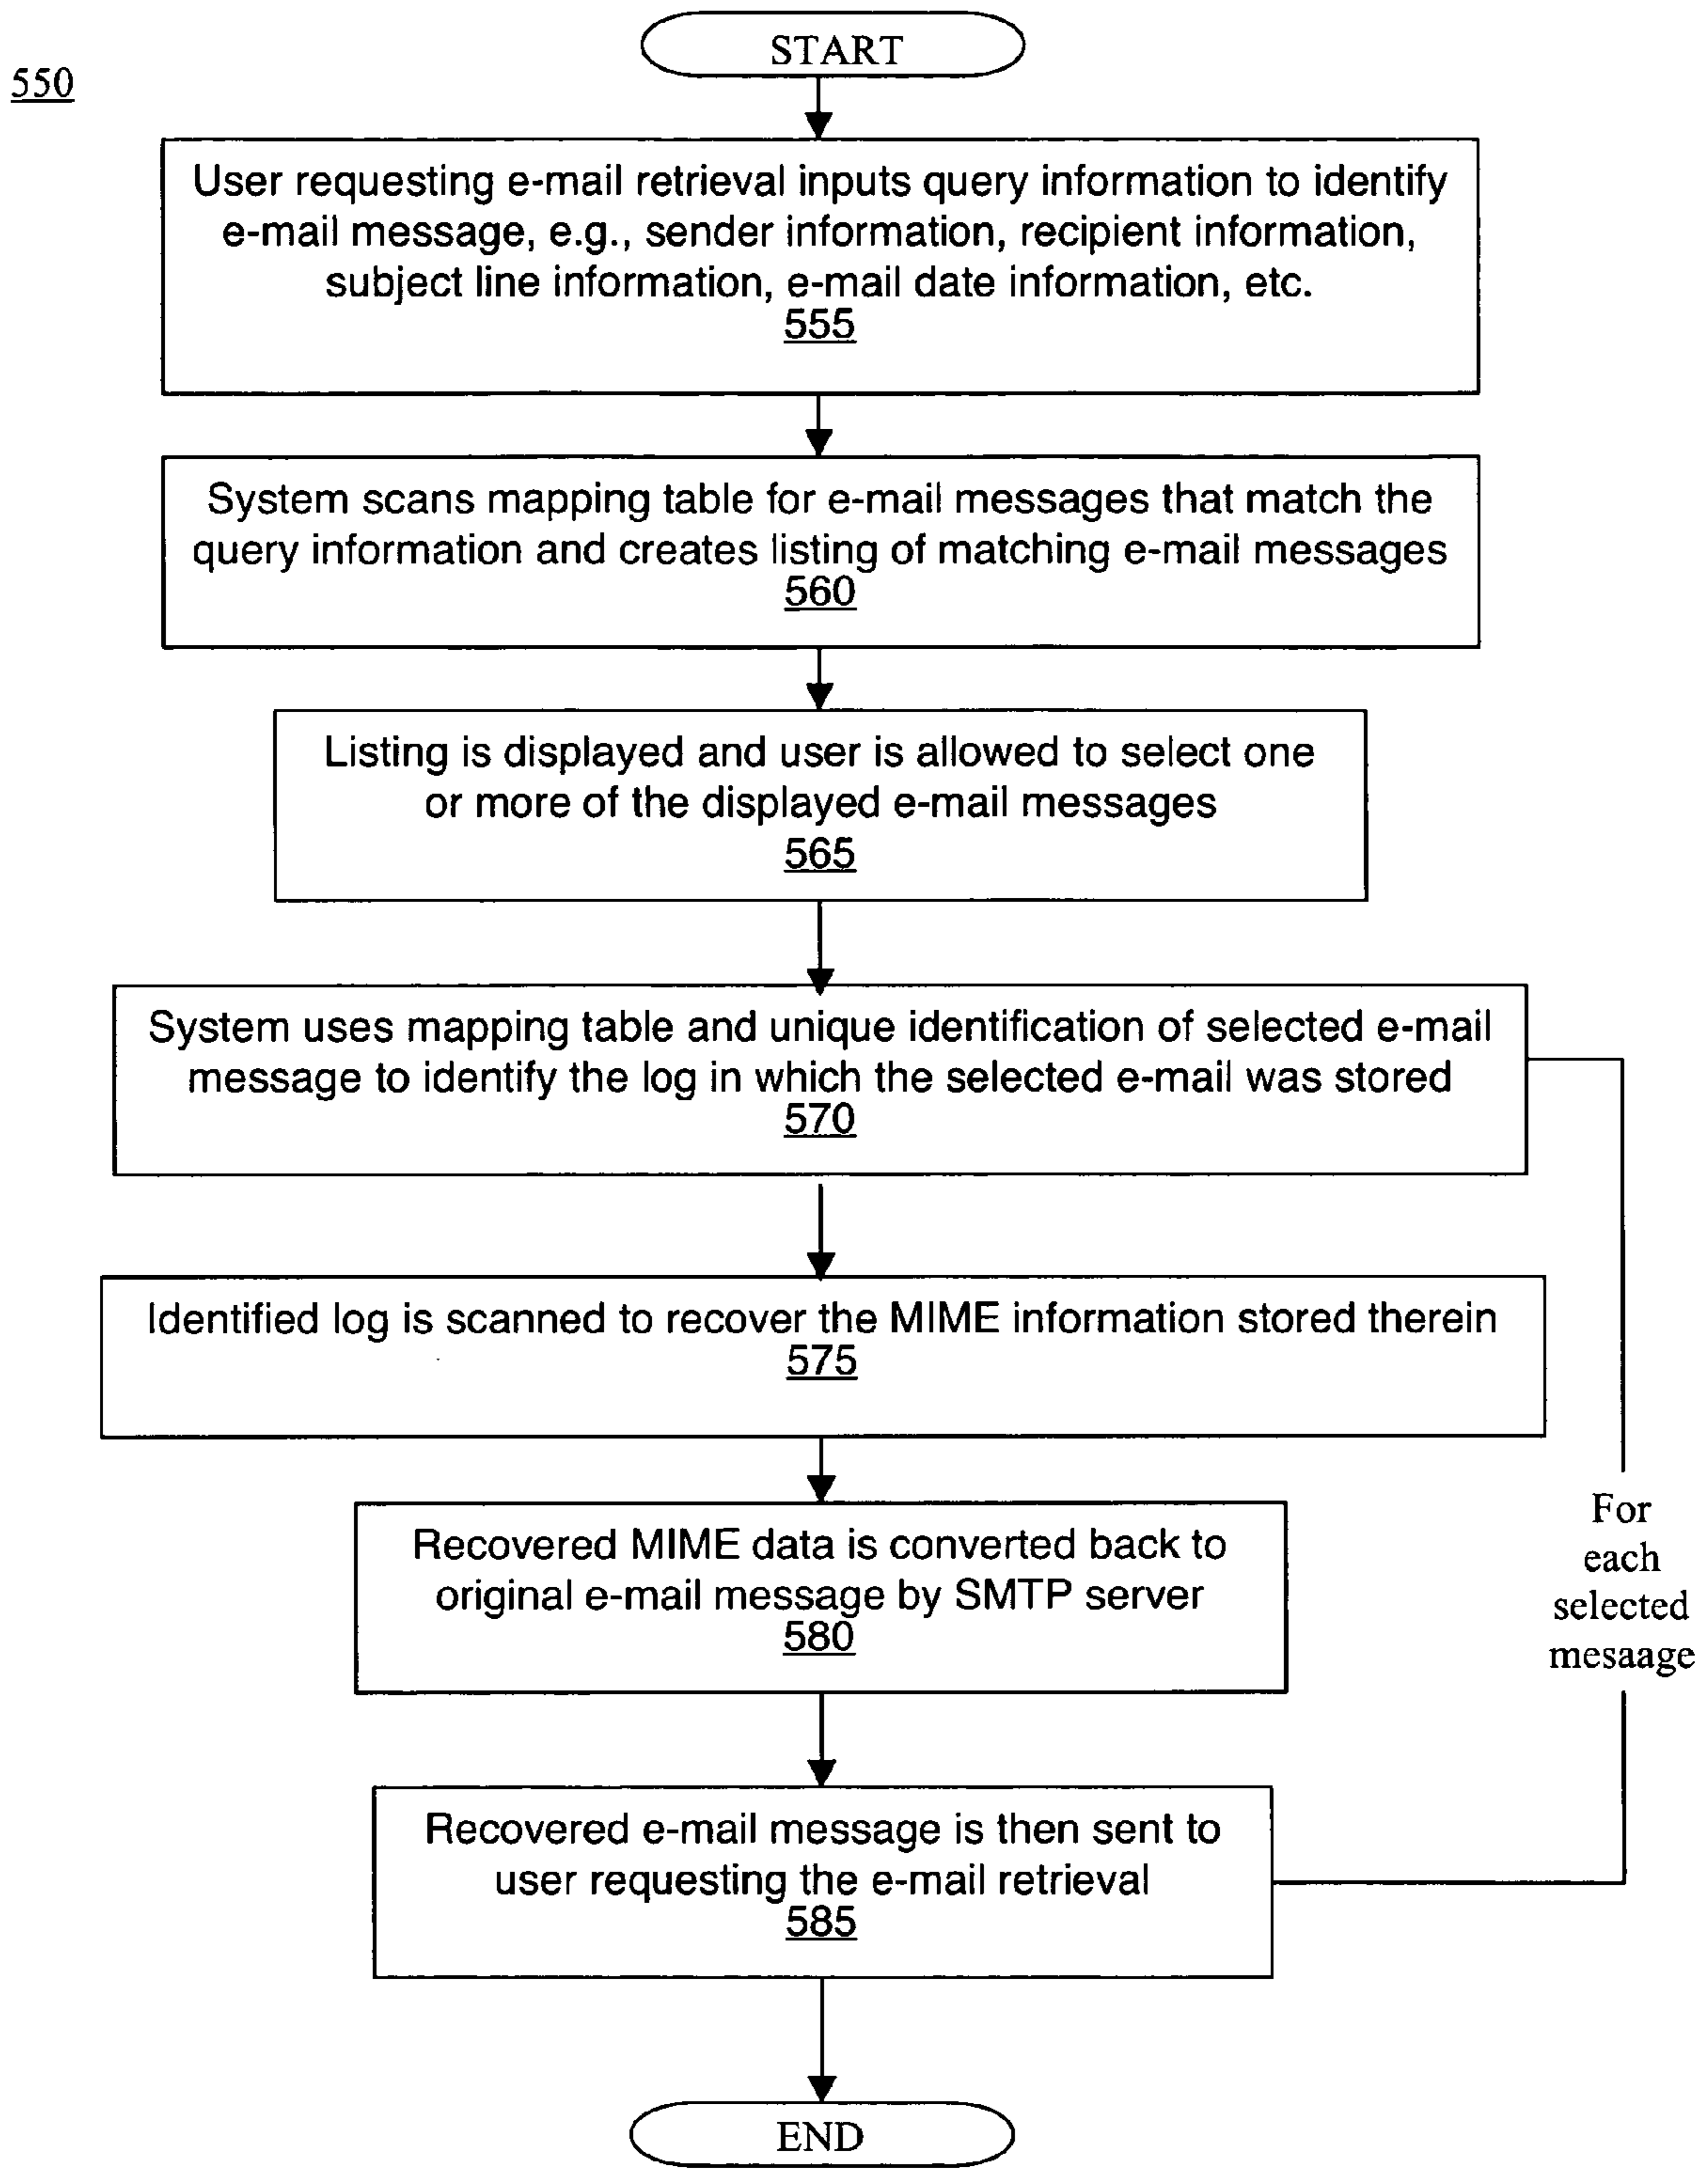 START
550
User requesting e-mail retrieval inputs query information to identify
e-mail message, e.g., sender information, recipient information,
subject line information, e-mail date information, etc.
555
System scans mapping table for e-mail messages that match the
query information and creates listing of matching e-mail messages
560
Listing is displayed and user is allowed to select one
or more of the displayed e-mail messages
565
System uses mapping table and unique identification of selected e-mail
message to identify the log in which the selected e-mail was stored
570
Identified log is scanned to recover the MIME information stored therein
575
Recovered MIME data is converted back to
original e-mail message by SMTP server
580
For
each
selected
mesaage
Recovered e-mail message is then sent to
user requesting the e-mail retrieval
585
END